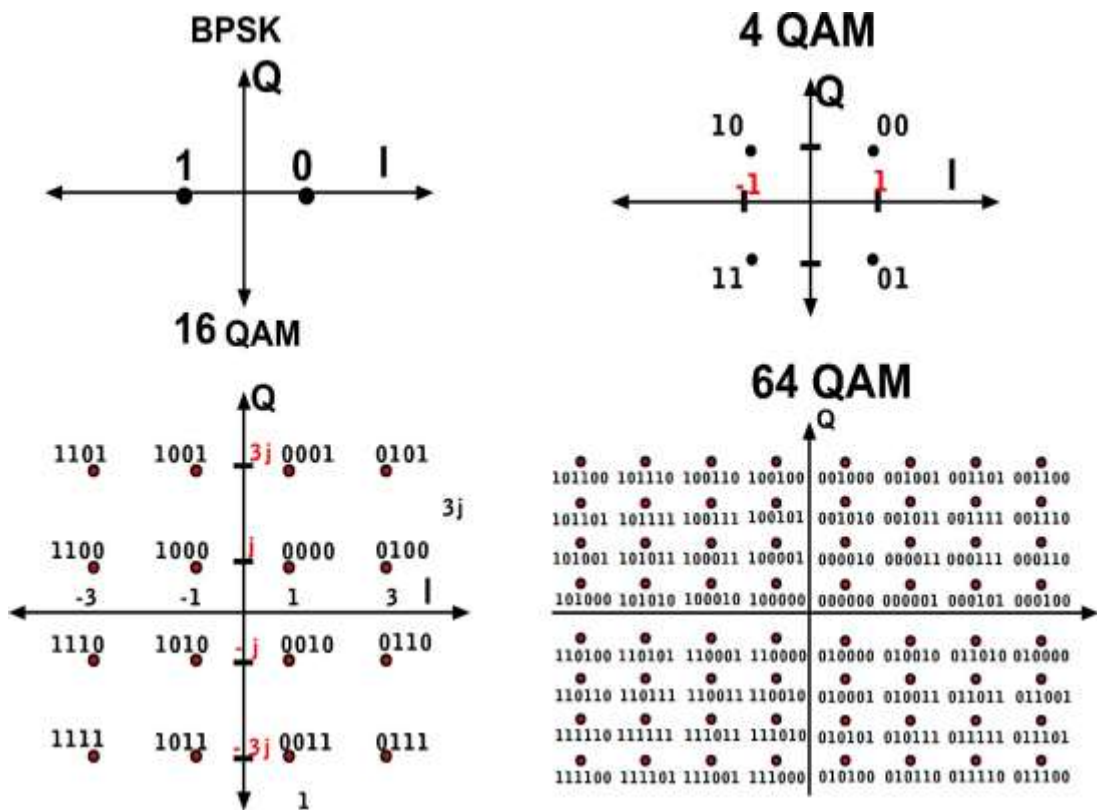 BPSK
Q
1 0 I
4 QAM
Q
10 00
-1 1 I
11 01
16 QAM
Q
1101 1001 3j 0001 0101
3j
1100 1000 j 0000 0100
-3 -1 1 3 I
1110 1010 -j 0010 0110
1111 1011 -3j 0011 0111
1
64 QAM
Q
101100 101110 100110 100100 001000 001001 001101 001100
101101 101111 100111 100101 001010 001011 001111 001110
101001 101011 100011 100001 000010 000011 000111 000110
101000 101010 100010 100000 000000 000001 000101 000100
110100 110101 110001 110000 010000 010010 011010 010000
110110 110111 110011 110010 010001 010011 011011 011001
111110 111111 111011 111010 010101 010111 011111 011101
111100 111101 111001 111000 010100 010110 011110 011100